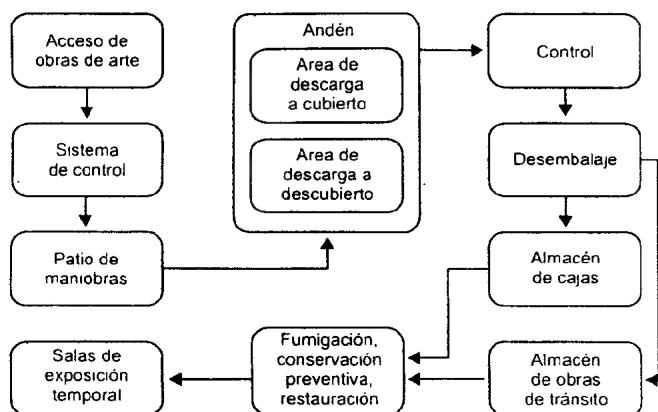 Acceso de
obras de arte
Sistema
de control
Patio de
maniobras
Andén
Area de
descarga
a cubierto
Area de
descarga a
descubierto
Control
Desembalaje
Almacén
de cajas
Almacén
de obras
de tránsito
Fumigación,
conservación
preventiva,
restauración
Salas de
exposición
temporal